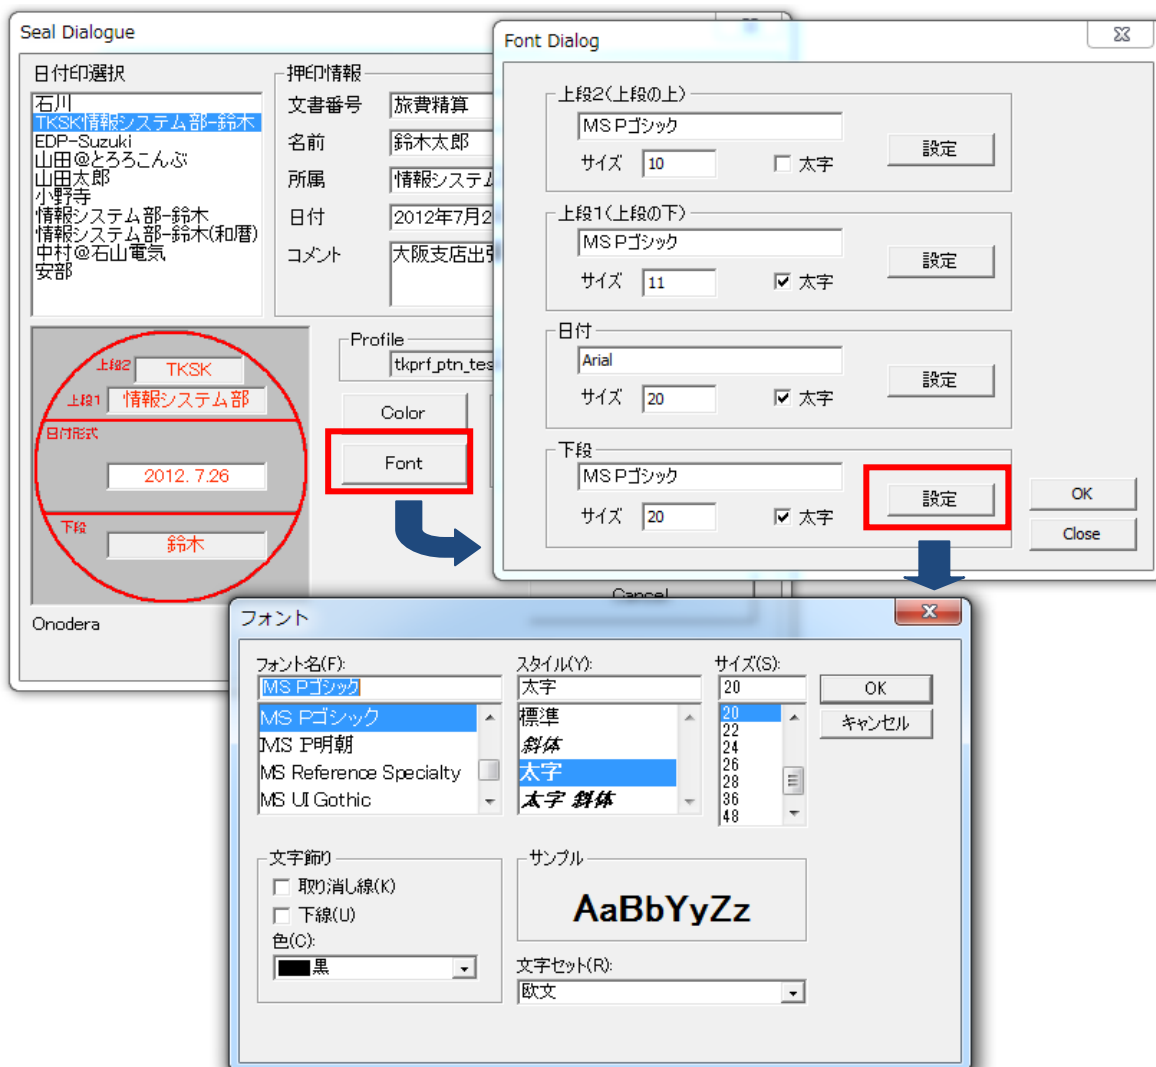 Seal Dialogue
日付印選択
石川
TKSK情報システム部-鈴木
EDP-Suzuki
山田@とろろこんぶ
山田太郎
小野寺
情報システム部-鈴木
情報システム部-鈴木(和暦)
中村@石山電気
安部
押印情報
文書番号 旅費精算
名前 鈴木太郎
所属 情報システム
日付 2012年7月2
コメント 大阪支店出張
上段2 TKSK
上段1 情報システム部
日付形式
2012. 7.26
下段
鈴木
Profile
tkprf_ptn_tes
Color
Font
Cancel
Onodera
Font Dialog
上段2(上段の上)
MS Pゴシック
サイズ 10 太字
設定
上段1(上段の下)
MS Pゴシック
サイズ 11 太字
設定
日付
Arial
サイズ 20 太字
設定
下段
MS Pゴシック
サイズ 20 太字
設定
OK
Close
フォント
フォント名(F):
MS Pゴシック
MS Pゴシック
MS P明朝
MS Reference Specialty
MS UI Gothic
スタイル(Y):
太字
標準
斜体
太字
太字 斜体
サイズ(S):
20
20
22
24
26
28
36
48
OK
キャンセル
文字飾り
取り消し線(K)
下線(U)
色(C):
黒
サンプル
AaBbYyZz
文字セット(R):
欧文